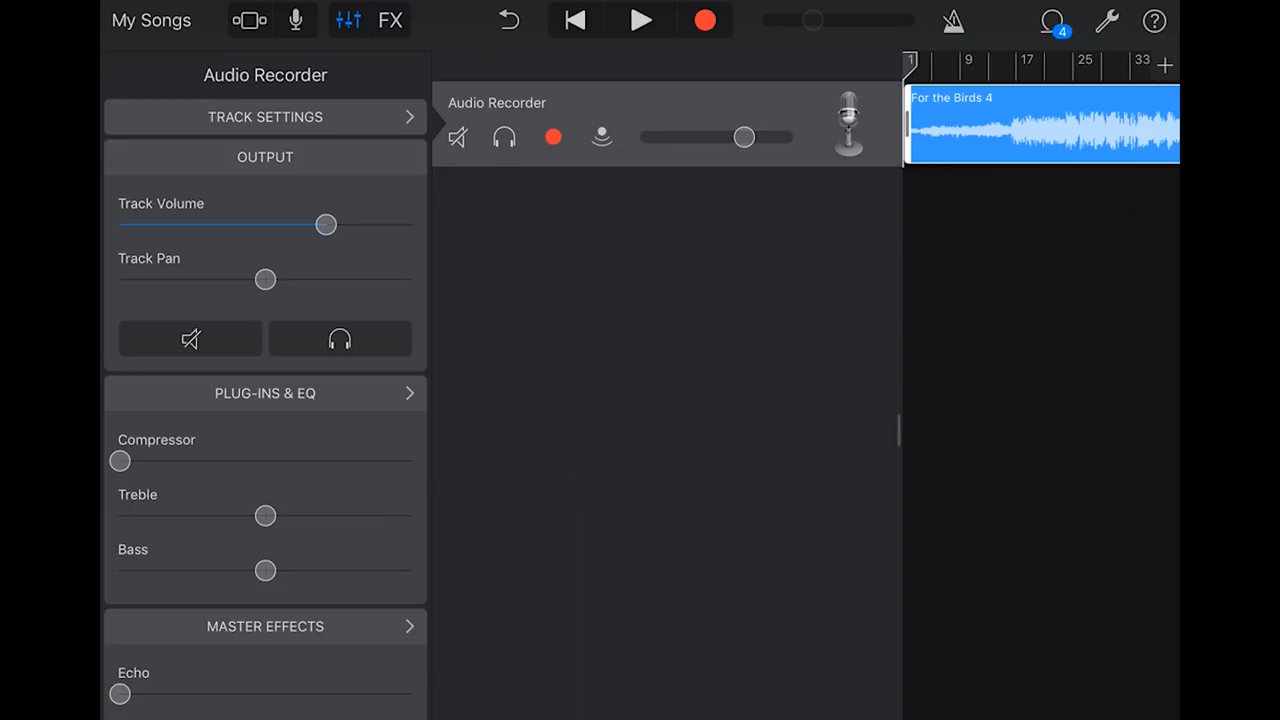 My Songs
FX
4
Audio Recorder
TRACK SETTINGS
OUTPUT
Track Volume
Track Pan
PLUG-INS & EQ
Compressor
Treble
Bass
MASTER EFFECTS
Echo
Audio Recorder
1 9 17 25 33
For the Birds 4